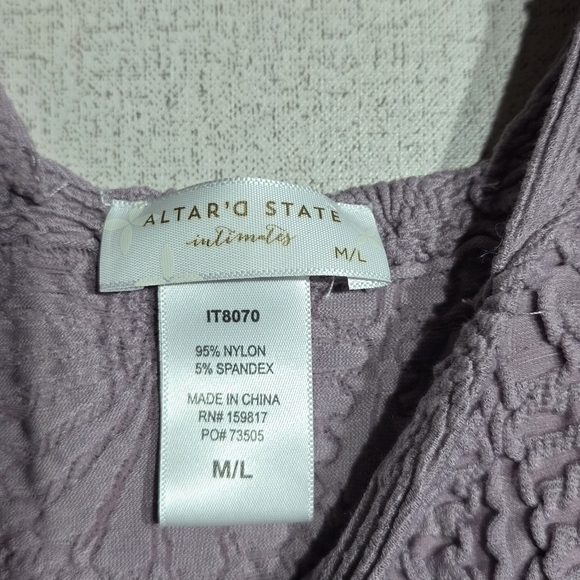 ALTAR'D STATE
intimates
M/L
IT8070
95% NYLON
5% SPANDEX
MADE IN CHINA
RN# 159817
PO# 73505
M/L